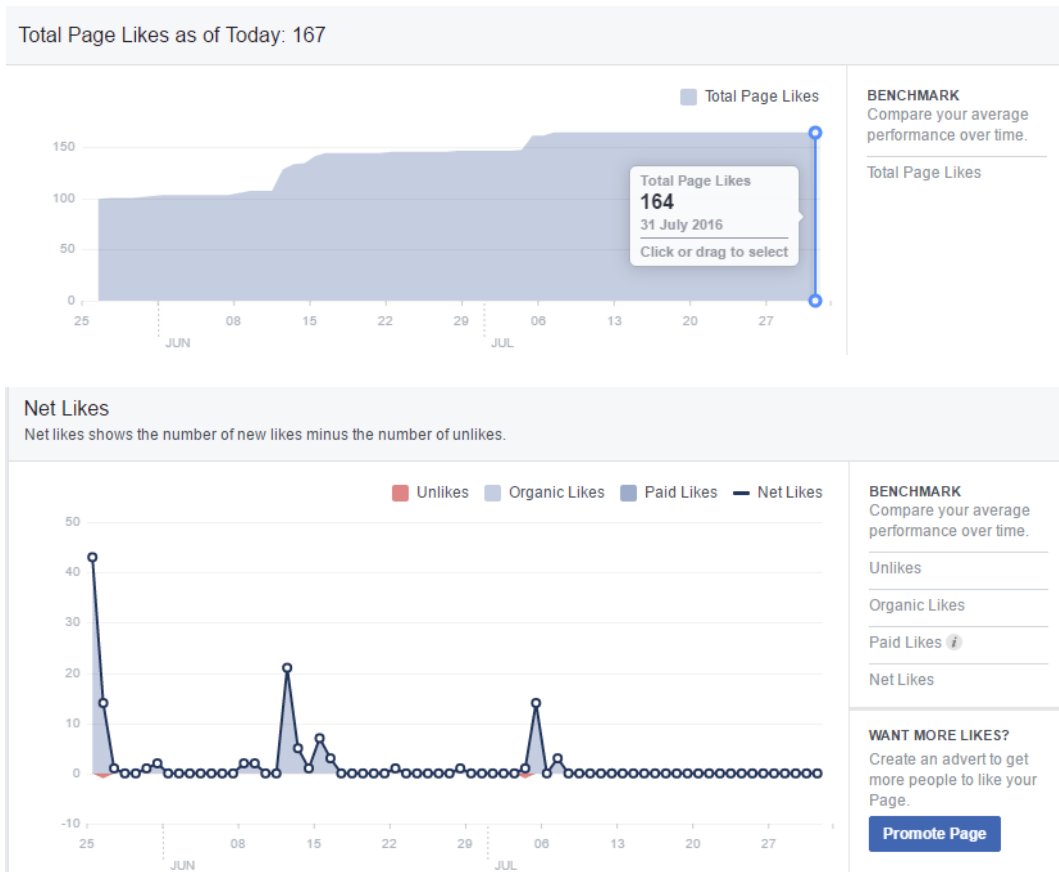 Total Page Likes as of Today: 167
Total Page Likes
BENCHMARK
Compare your average
performance over time.
Total Page Likes
150
100
50
0
Total Page Likes
164
31 July 2016
Click or drag to select
25 08 15 22 29 06 13 20 27
JUN JUL
Net Likes
Net likes shows the number of new likes minus the number of unlikes.
Unlikes Organic Likes Paid Likes Net Likes
BENCHMARK
Compare your average
performance over time.
Unlikes
Organic Likes
Paid Likes i
Net Likes
50
40
30
20
10
0
-10
25 08 15 22 29 06 13 20 27
JUN JUL
WANT MORE LIKES?
Create an advert to get
more people to like your
Page.
Promote Page